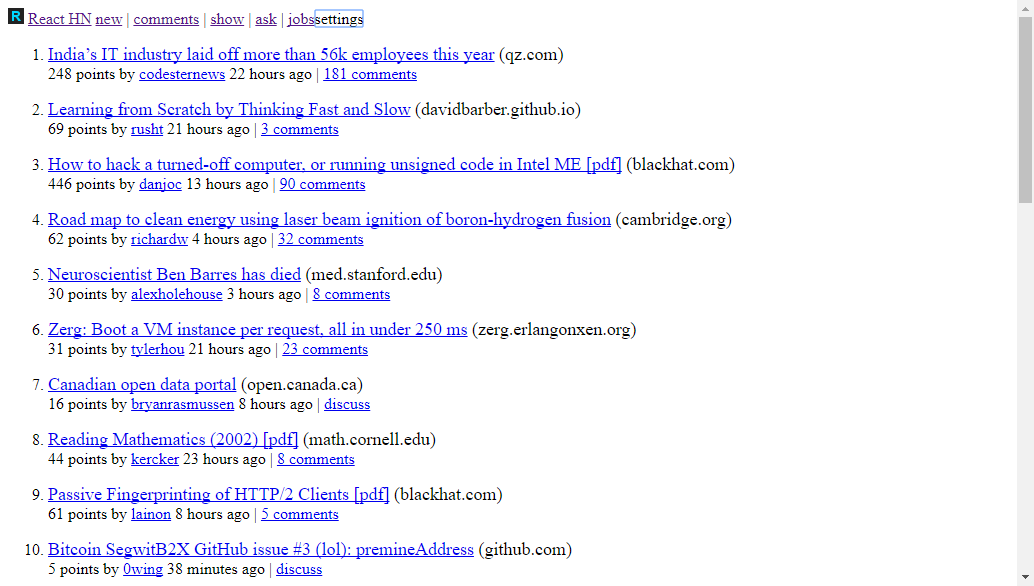 R React HN new | comments | show | ask | jobssettings
1. India’s IT industry laid off more than 56k employees this year (qz.com)
248 points by codesternews 22 hours ago | 181 comments
2. Learning from Scratch by Thinking Fast and Slow (davidbarber.github.io)
69 points by rusht 21 hours ago | 3 comments
3. How to hack a turned-off computer, or running unsigned code in Intel ME [pdf] (blackhat.com)
446 points by danjoc 13 hours ago | 90 comments
4. Road map to clean energy using laser beam ignition of boron-hydrogen fusion (cambridge.org)
62 points by richardw 4 hours ago | 32 comments
5. Neuroscientist Ben Barres has died (med.stanford.edu)
30 points by alexholehouse 3 hours ago | 8 comments
6. Zerg: Boot a VM instance per request, all in under 250 ms (zerg.erlangonxen.org)
31 points by tylerhou 21 hours ago | 23 comments
7. Canadian open data portal (open.canada.ca)
16 points by bryanrasmussen 8 hours ago | discuss
8. Reading Mathematics (2002) [pdf] (math.cornell.edu)
44 points by kercker 23 hours ago | 8 comments
9. Passive Fingerprinting of HTTP/2 Clients [pdf] (blackhat.com)
61 points by lainon 8 hours ago | 5 comments
10. Bitcoin SegwitB2X GitHub issue #3 (lol): premineAddress (github.com)
5 points by 0wing 38 minutes ago | discuss